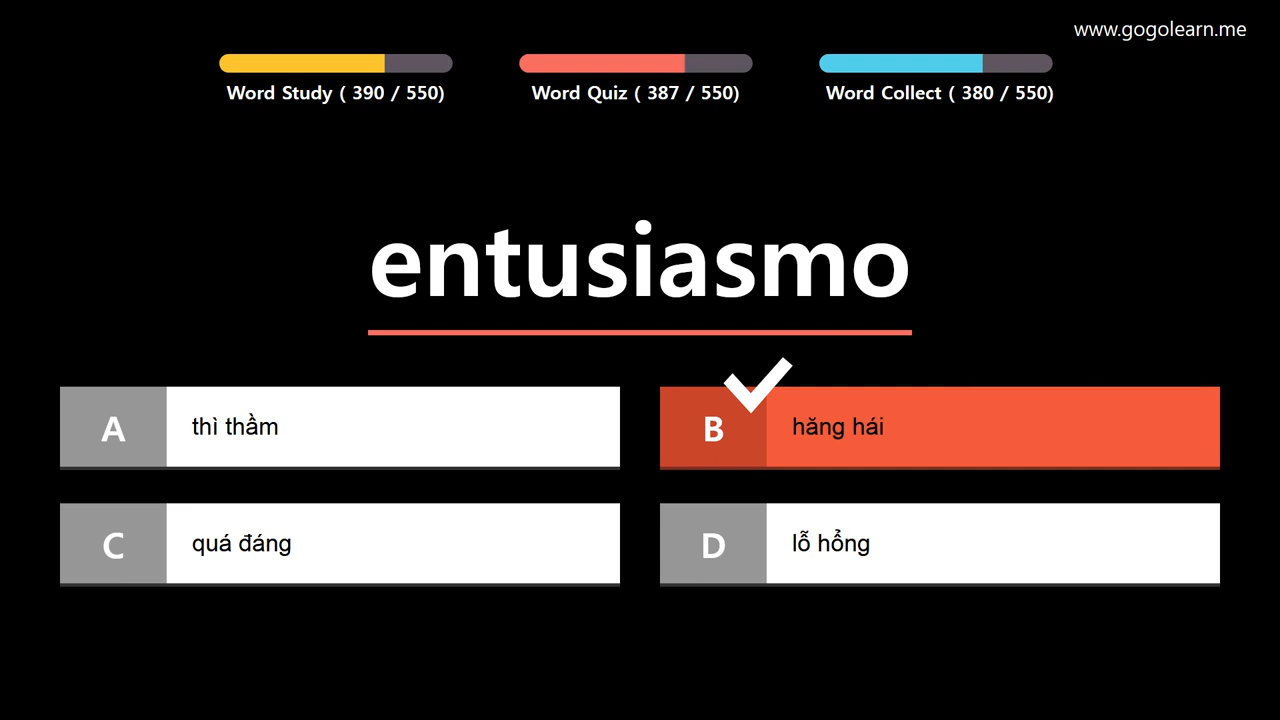 www.gogolearn.me
Word Study ( 390 / 550)
Word Quiz ( 387 / 550)
Word Collect ( 380 / 550)
entusiasmo
A thì thầm
B hăng hái
C quá đáng
D lỗ hổng